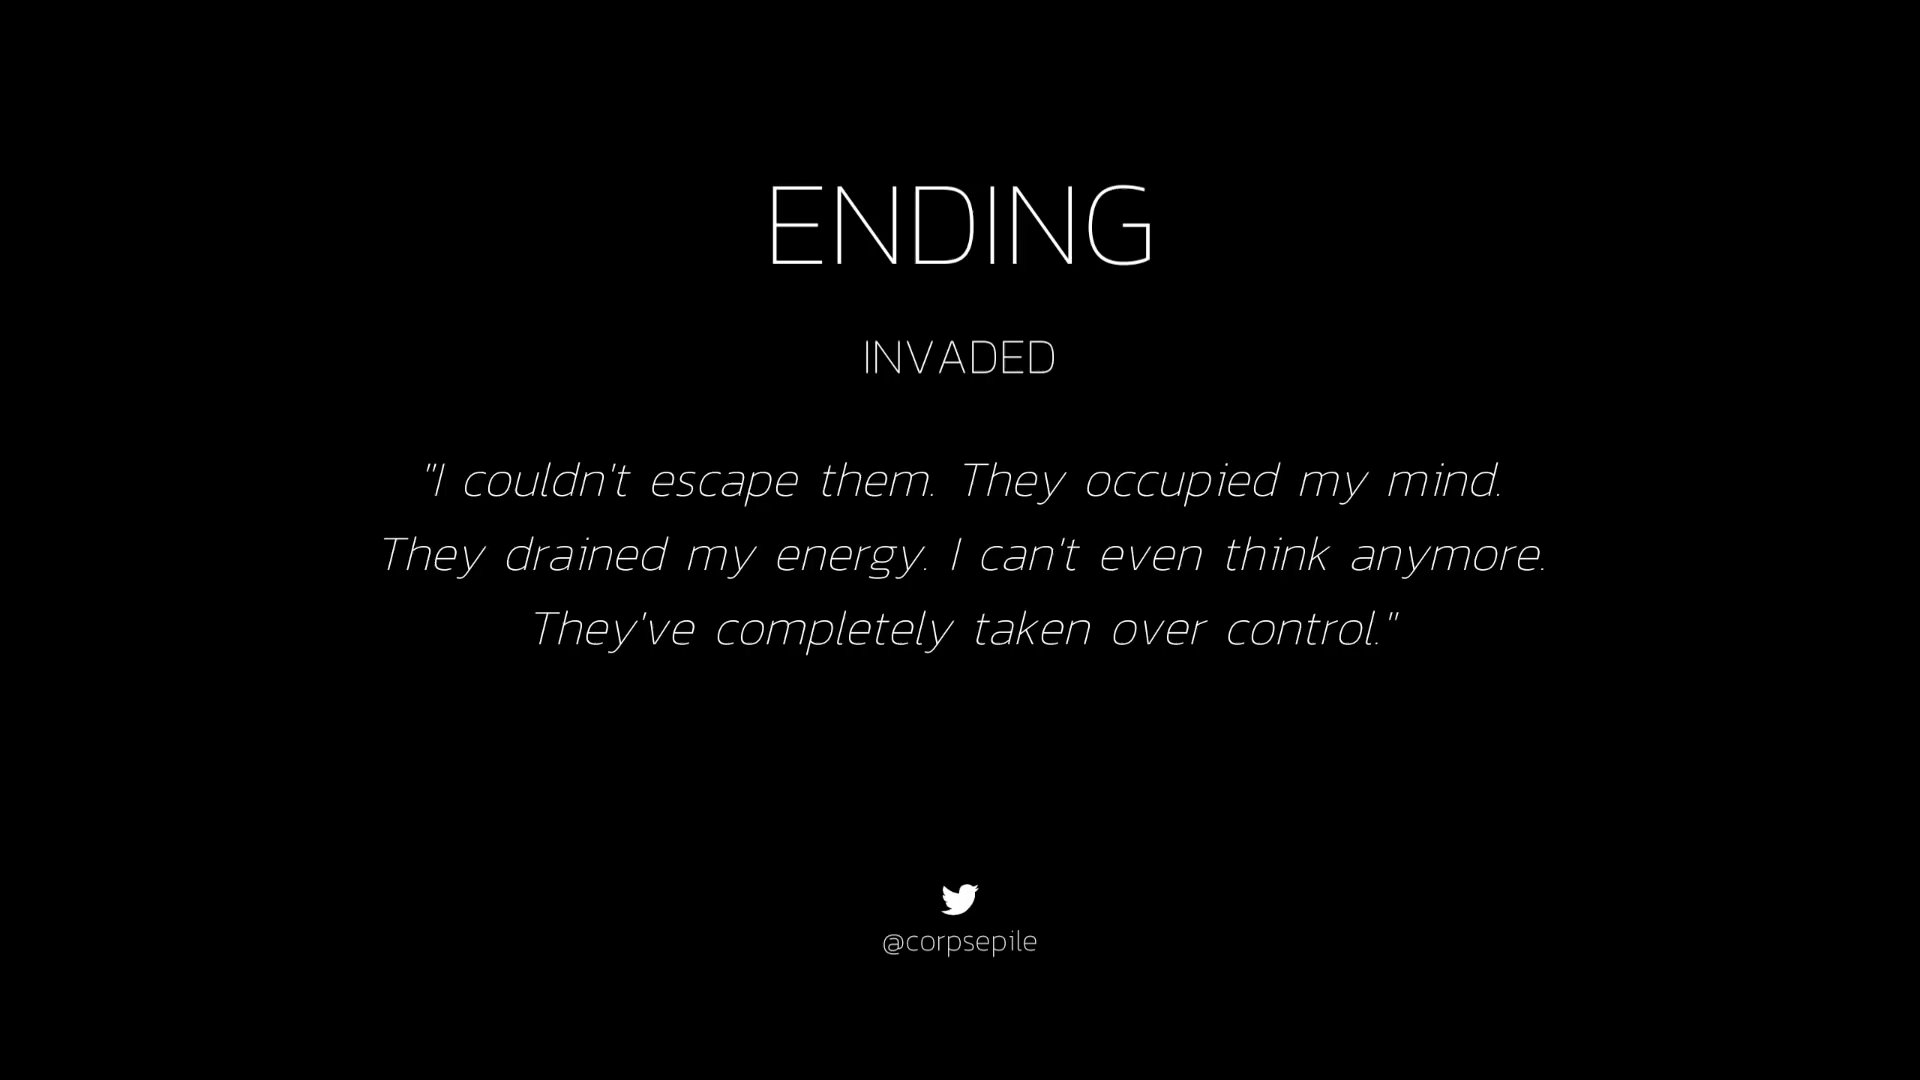 ENDING
INVADED
"I couldn't escape them. They occupied my mind.
They drained my energy. I can't even think anymore.
They've completely taken over control."
@corpsepile